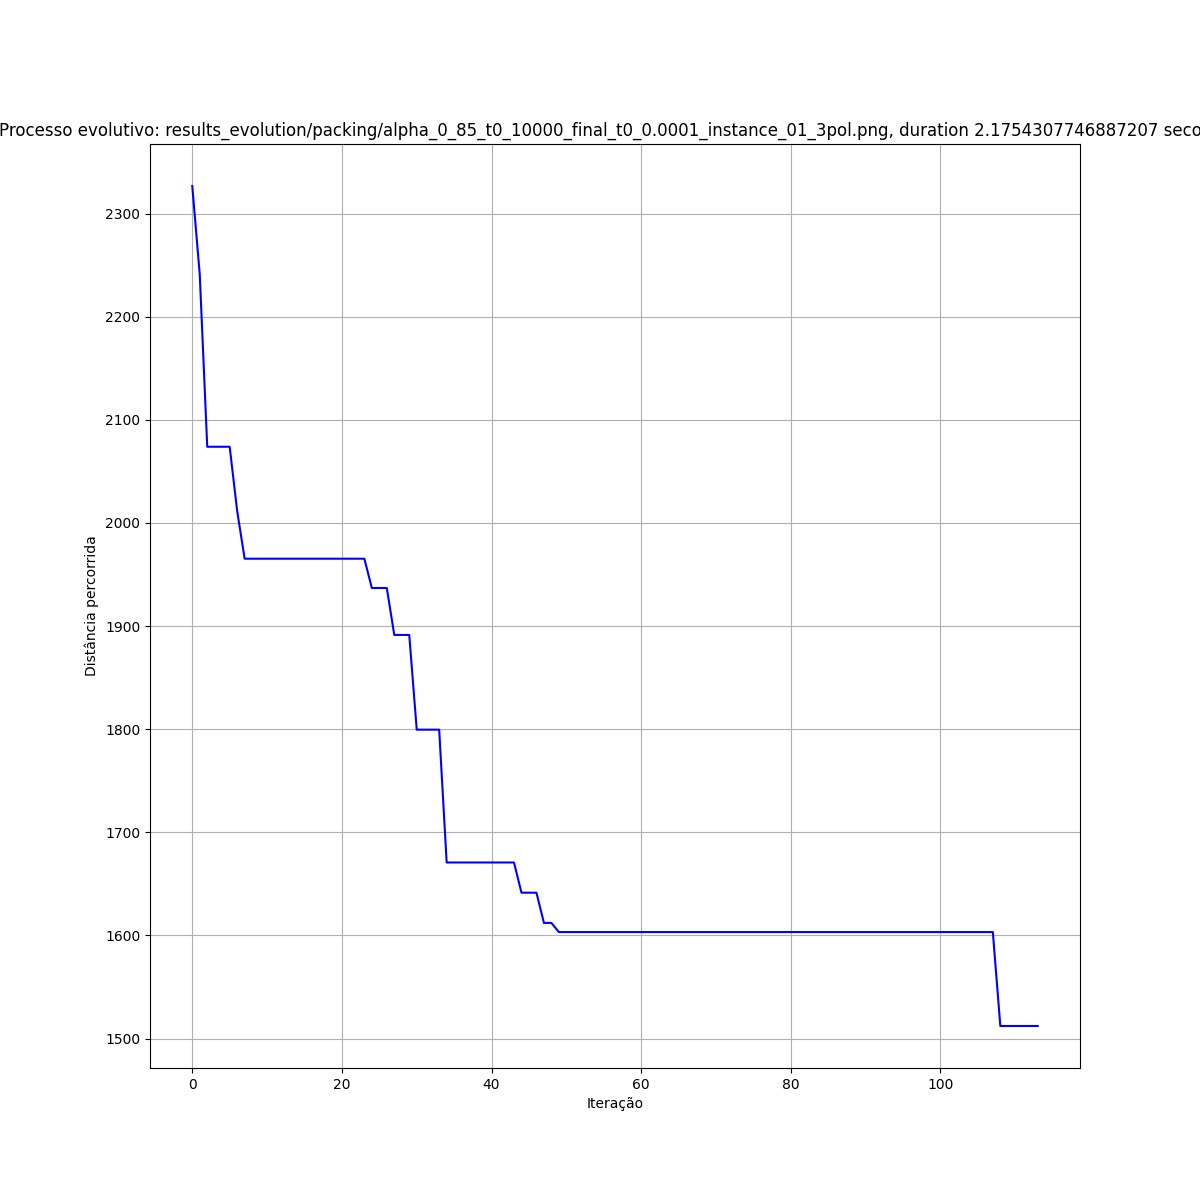 Processo evolutivo: results_evolution/packing/alpha_0_85_t0_10000_final_t0_0.0001_instance_01_3pol.png, duration 2.1754307746887207 seco
2300
2200
2100
2000
1900
1800
1700
1600
1500
Distância percorrida
0 20 40 60 80 100
Iteração